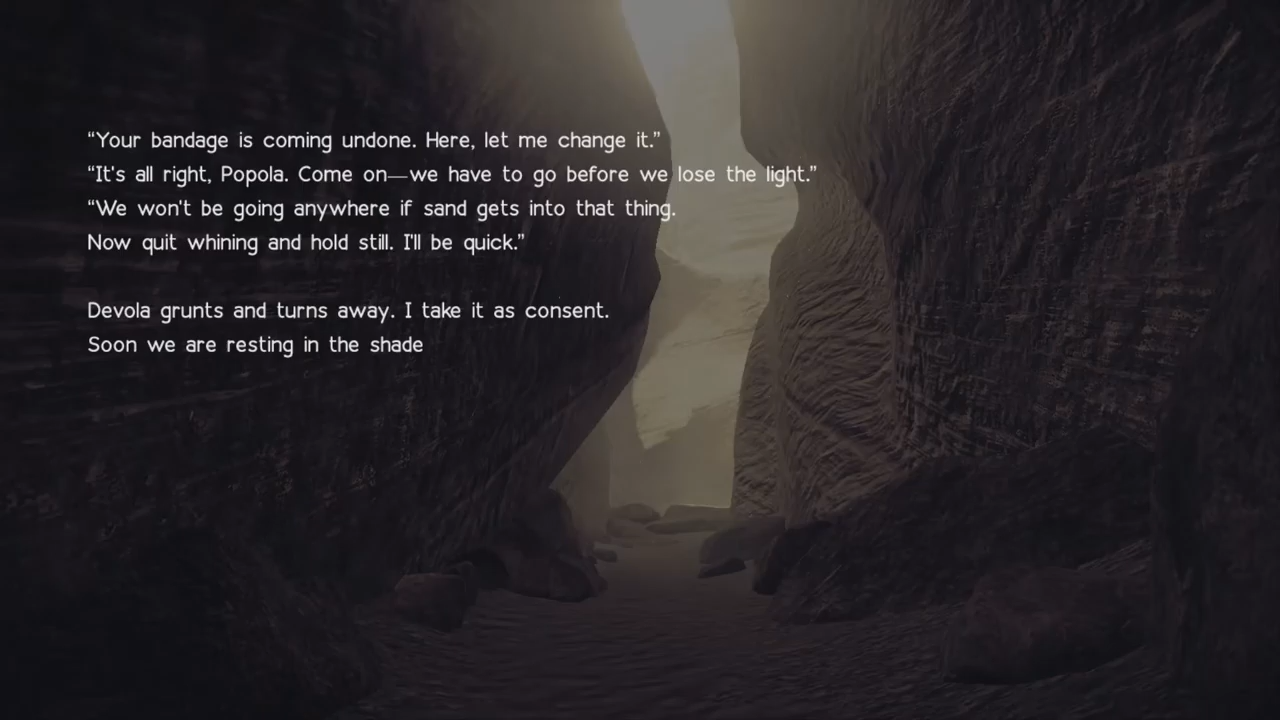 “Your bandage is coming undone. Here, let me change it.”
“It's all right, Popola. Come on—we have to go before we lose the light.”
“We won't be going anywhere if sand gets into that thing.
Now quit whining and hold still. I'll be quick.”
Devola grunts and turns away. I take it as consent.
Soon we are resting in the shade